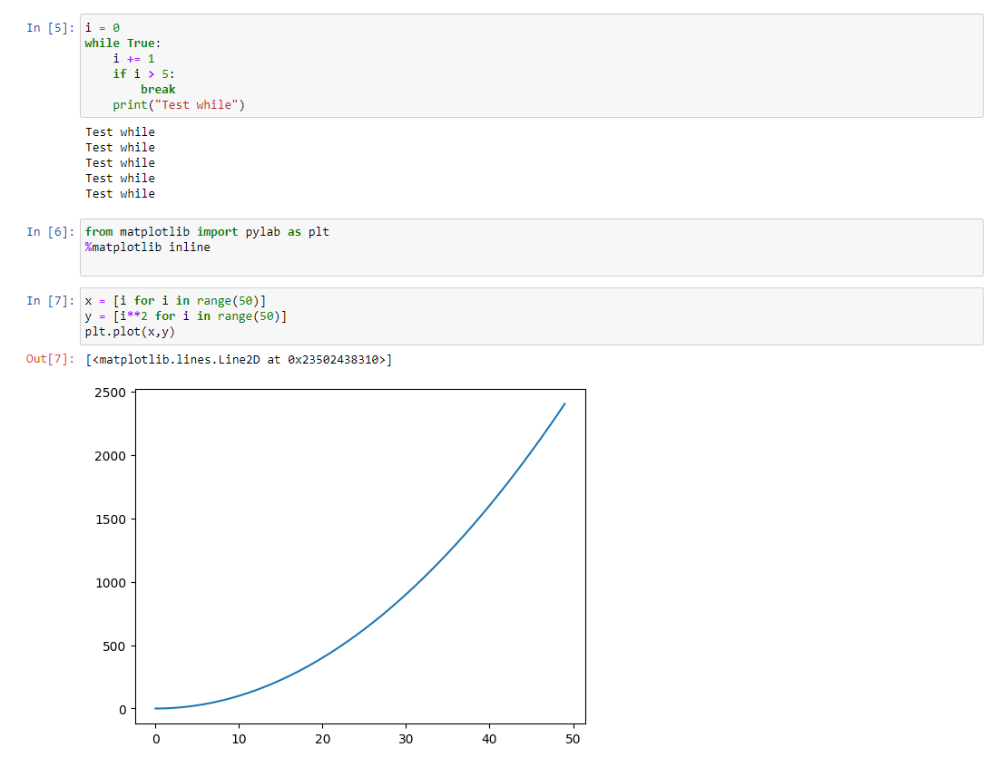 In [5]: i = 0
while True:
    i += 1
    if i > 5:
        break
    print("Test while")
Test while
Test while
Test while
Test while
Test while
In [6]: from matplotlib import pylab as plt
%matplotlib inline
In [7]: x = [i for i in range(50)]
y = [i**2 for i in range(50)]
plt.plot(x,y)
Out[7]: [<matplotlib.lines.Line2D at 0x23502438310>]
2500
2000
1500
1000
500
0
0 10 20 30 40 50